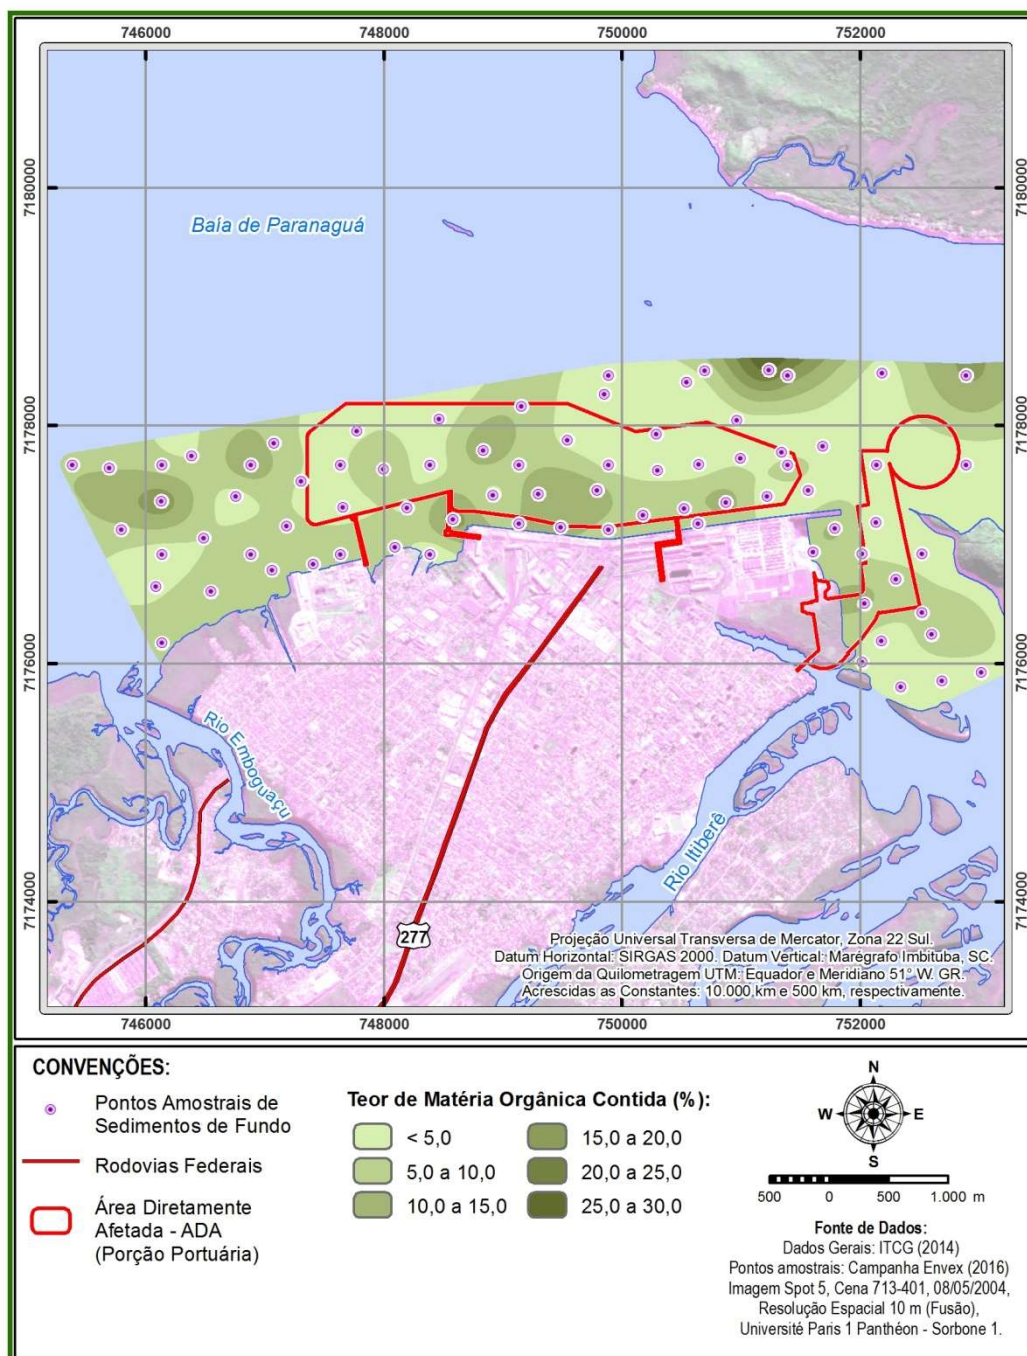 746000 748000 750000 752000
7180000 7180000
Baía de Paranaguá
7178000 7178000
7176000 7176000
Rio Emboguaçu
Rio Itiberê
7174000 7174000
277
Projeção Universal Transversa de Mercator, Zona 22 Sul.
Datum Horizontal: SIRGAS 2000. Datum Vertical: Marégrafo Imbituba, SC.
Origem da Quilometragem UTM: Equador e Meridiano 51° W. GR.
Acrescidas as Constantes: 10.000 km e 500 km, respectivamente.
746000 748000 750000 752000
CONVENÇÕES:
Pontos Amostrais de
Sedimentos de Fundo
Rodovias Federais
Área Diretamente
Afetada - ADA
(Porção Portuária)
Teor de Matéria Orgânica Contida (%):
< 5,0
5,0 a 10,0
10,0 a 15,0
15,0 a 20,0
20,0 a 25,0
25,0 a 30,0
N
W E
S
500 0 500 1.000 m
Fonte de Dados:
Dados Gerais: ITCG (2014)
Pontos amostrais: Campanha Envex (2016)
Imagem Spot 5, Cena 713-401, 08/05/2004,
Resolução Espacial 10 m (Fusão),
Université Paris 1 Panthéon - Sorbone 1.